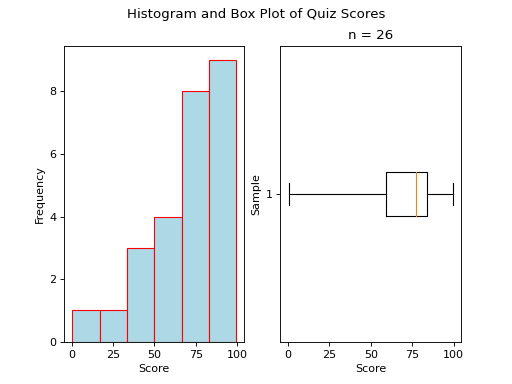 Histogram and Box Plot of Quiz Scores
Frequency
0
2
4
6
8
0 25 50 75 100
Score
n = 26
Sample
1
0 25 50 75 100
Score